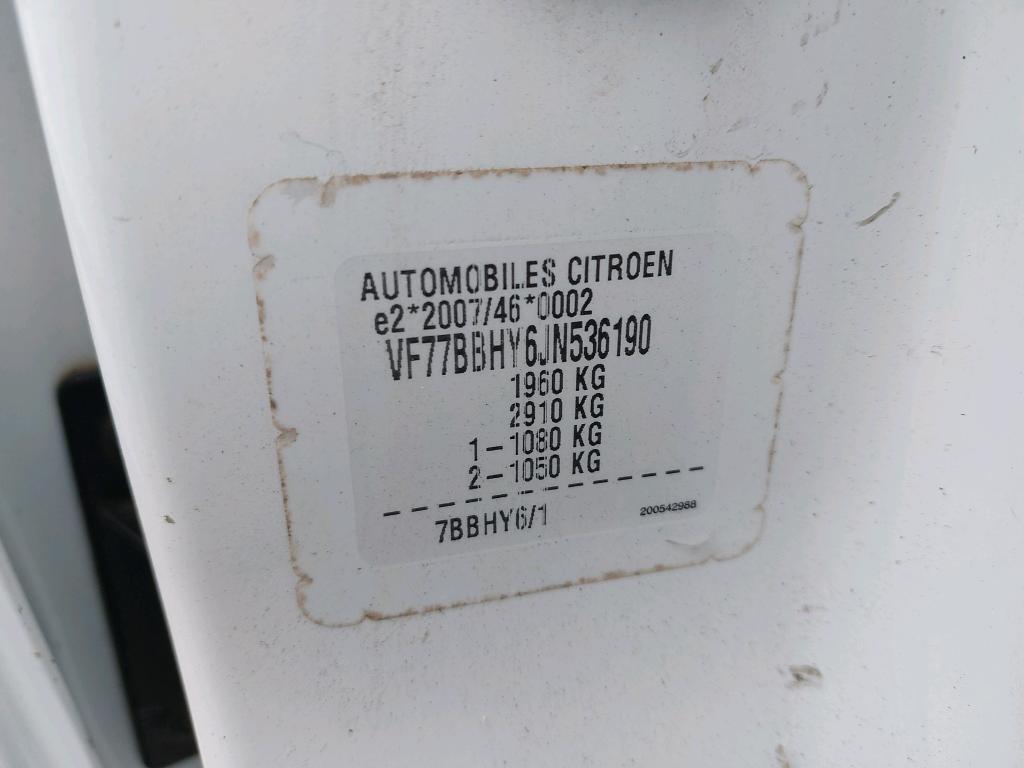 AUTOMOBILES CITROEN
e2*2007/46*0002
VF77BBHY6JN536190
1960 KG
2910 KG
1-1080 KG
2-1050 KG
7BBHY6/1
200542988